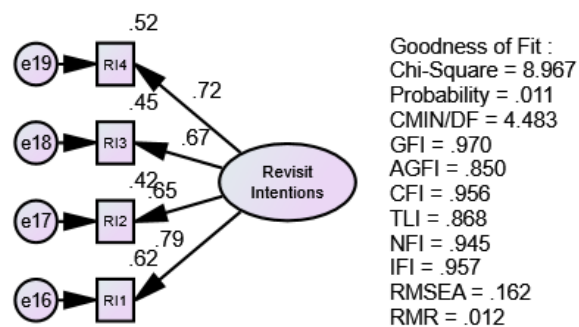 .52
e19
RI4
.72
.45
e18
RI3
.67
.42
.65
e17
RI2
.79
.62
e16
RI1
Revisit
Intentions
Goodness of Fit :
Chi-Square = 8.967
Probability = .011
CMIN/DF = 4.483
GFI = .970
AGFI = .850
CFI = .956
TLI = .868
NFI = .945
IFI = .957
RMSEA = .162
RMR = .012